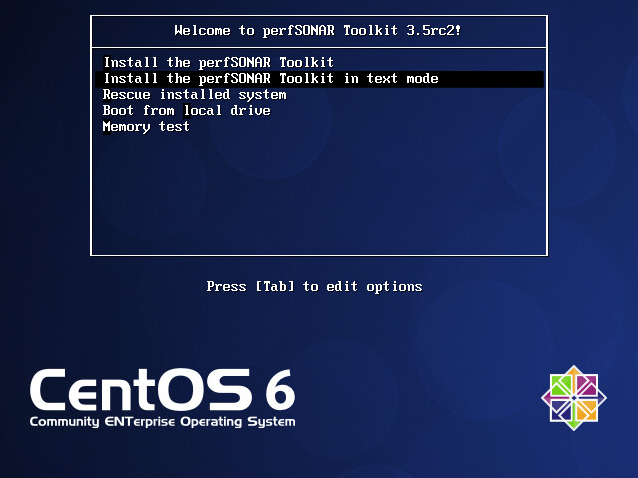 Welcome to perfSONAR Toolkit 3.5rc2!
Install the perfSONAR Toolkit
Install the perfSONAR Toolkit in text mode
Rescue installed system
Boot from local drive
Memory test
Press [Tab] to edit options
CentOS 6
Community ENTerprise Operating System